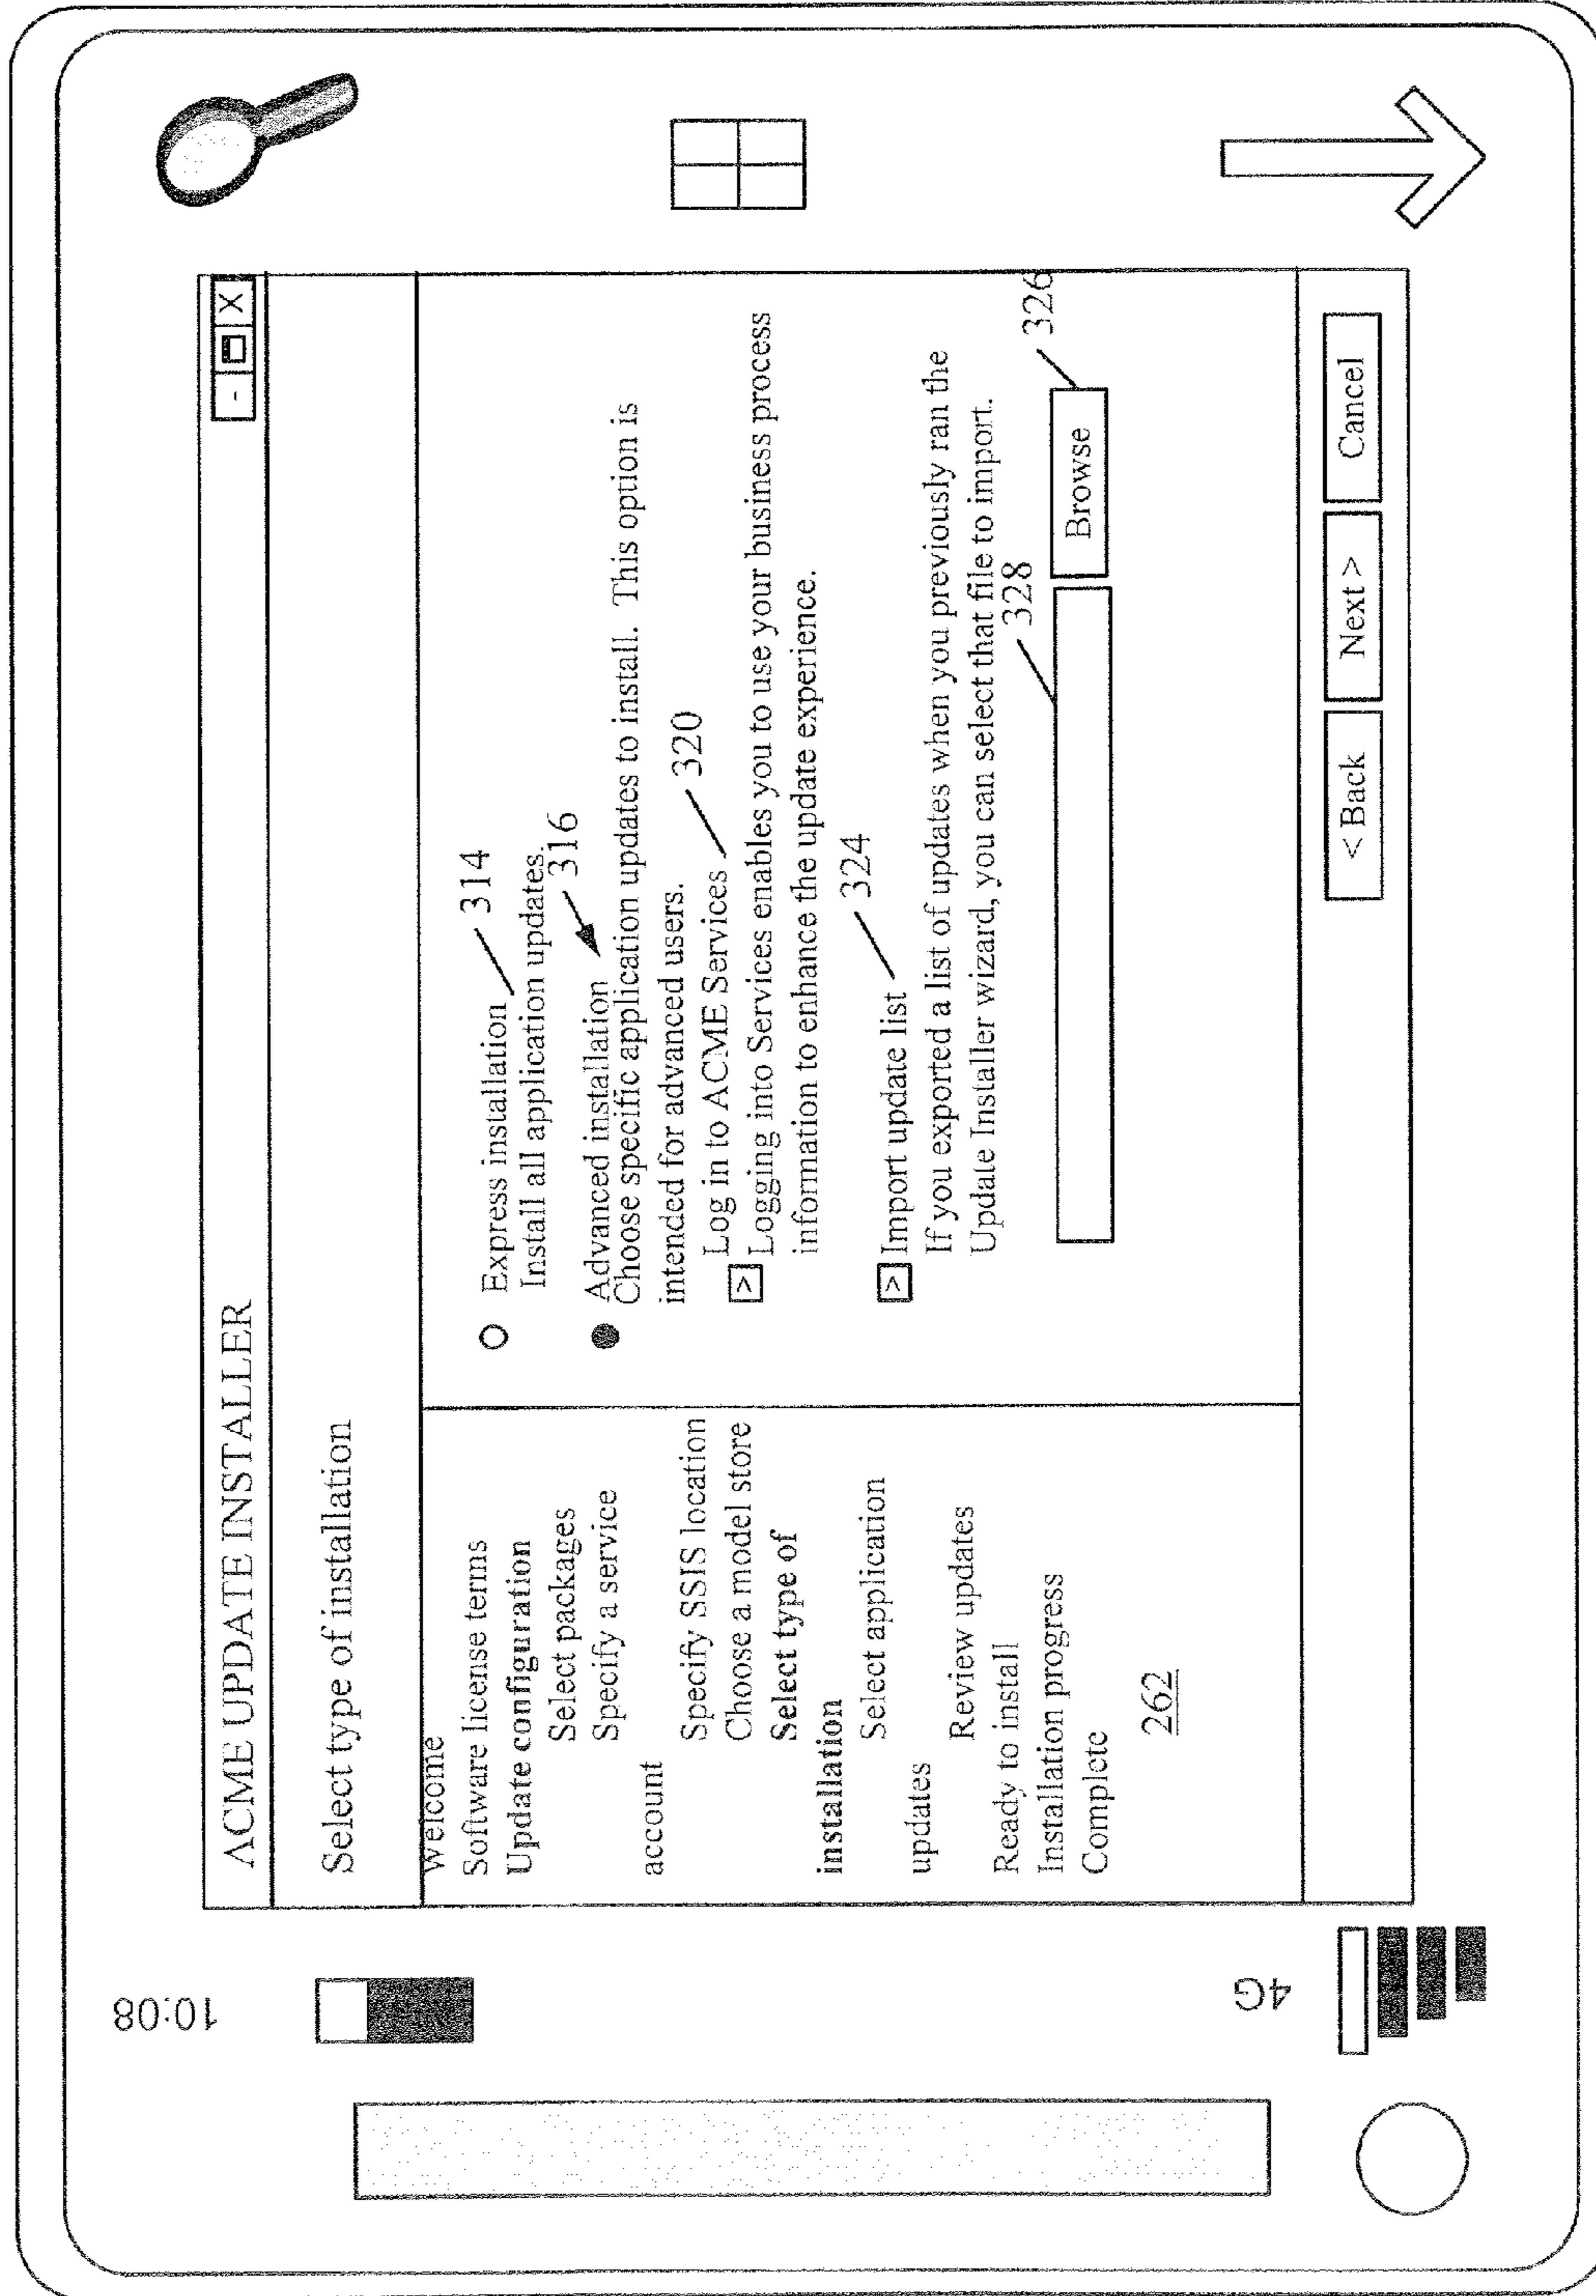 10:08
4G
ACME UPDATE INSTALLER
- X
Select type of installation
Welcome
Software license terms
Update configuration
Select packages
Specify a service
account
Specify SSIS location
Choose a model store
Select type of
installation
Select application
updates
Review updates
Ready to install
Installation progress
Complete
262
Express installation 314
Install all application updates.
316
Advanced installation
Choose specific application updates to install. This option is
intended for advanced users.
Log in to ACME Services 320
> Logging into Services enables you to use your business process
information to enhance the update experience.
324
> Import update list
If you exported a list of updates when you previously ran the
Update Installer wizard, you can select that file to import.
328
326
Browse
< Back Next > Cancel